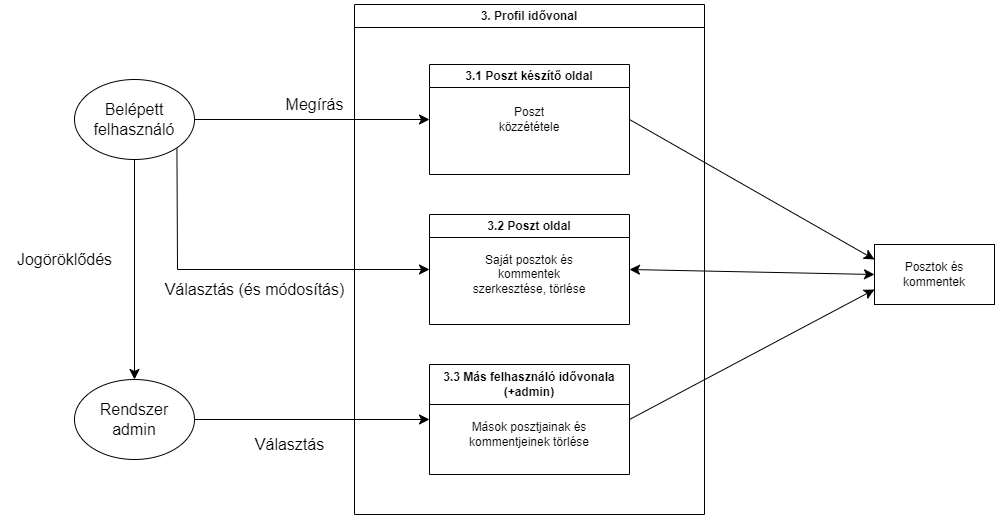 3. Profil idővonal
3.1 Poszt készítő oldal
Poszt
közzététele
Belépett
felhasználó
Megírás
Jogöröklődés
3.2 Poszt oldal
Saját posztok és
kommentek
szerkesztése, törlése
Választás (és módosítás)
Posztok és
kommentek
Rendszer
admin
Választás
3.3 Más felhasználó idővonala
(+admin)
Mások posztjainak és
kommentjeinek törlése